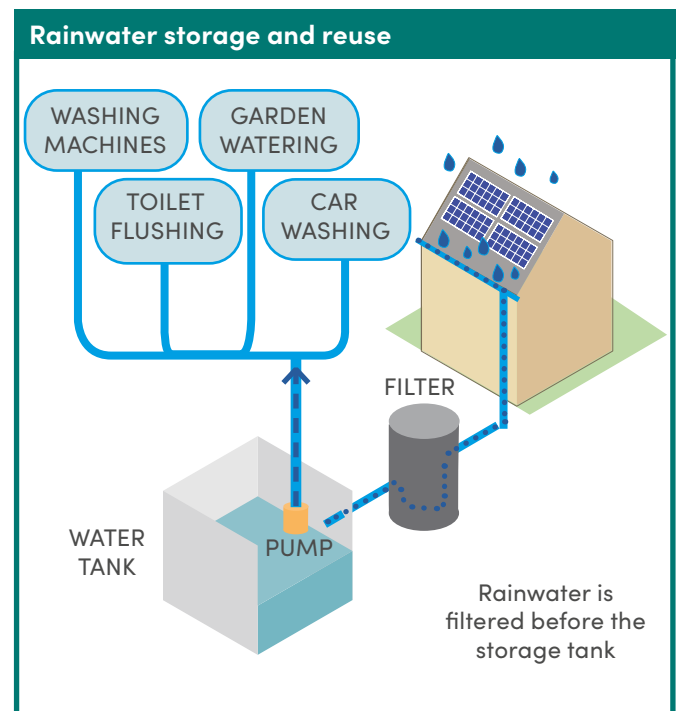 Rainwater storage and reuse
WASHING
MACHINES
GARDEN
WATERING
TOILET
FLUSHING
CAR
WASHING
FILTER
WATER
TANK
PUMP
Rainwater is
filtered before the
storage tank